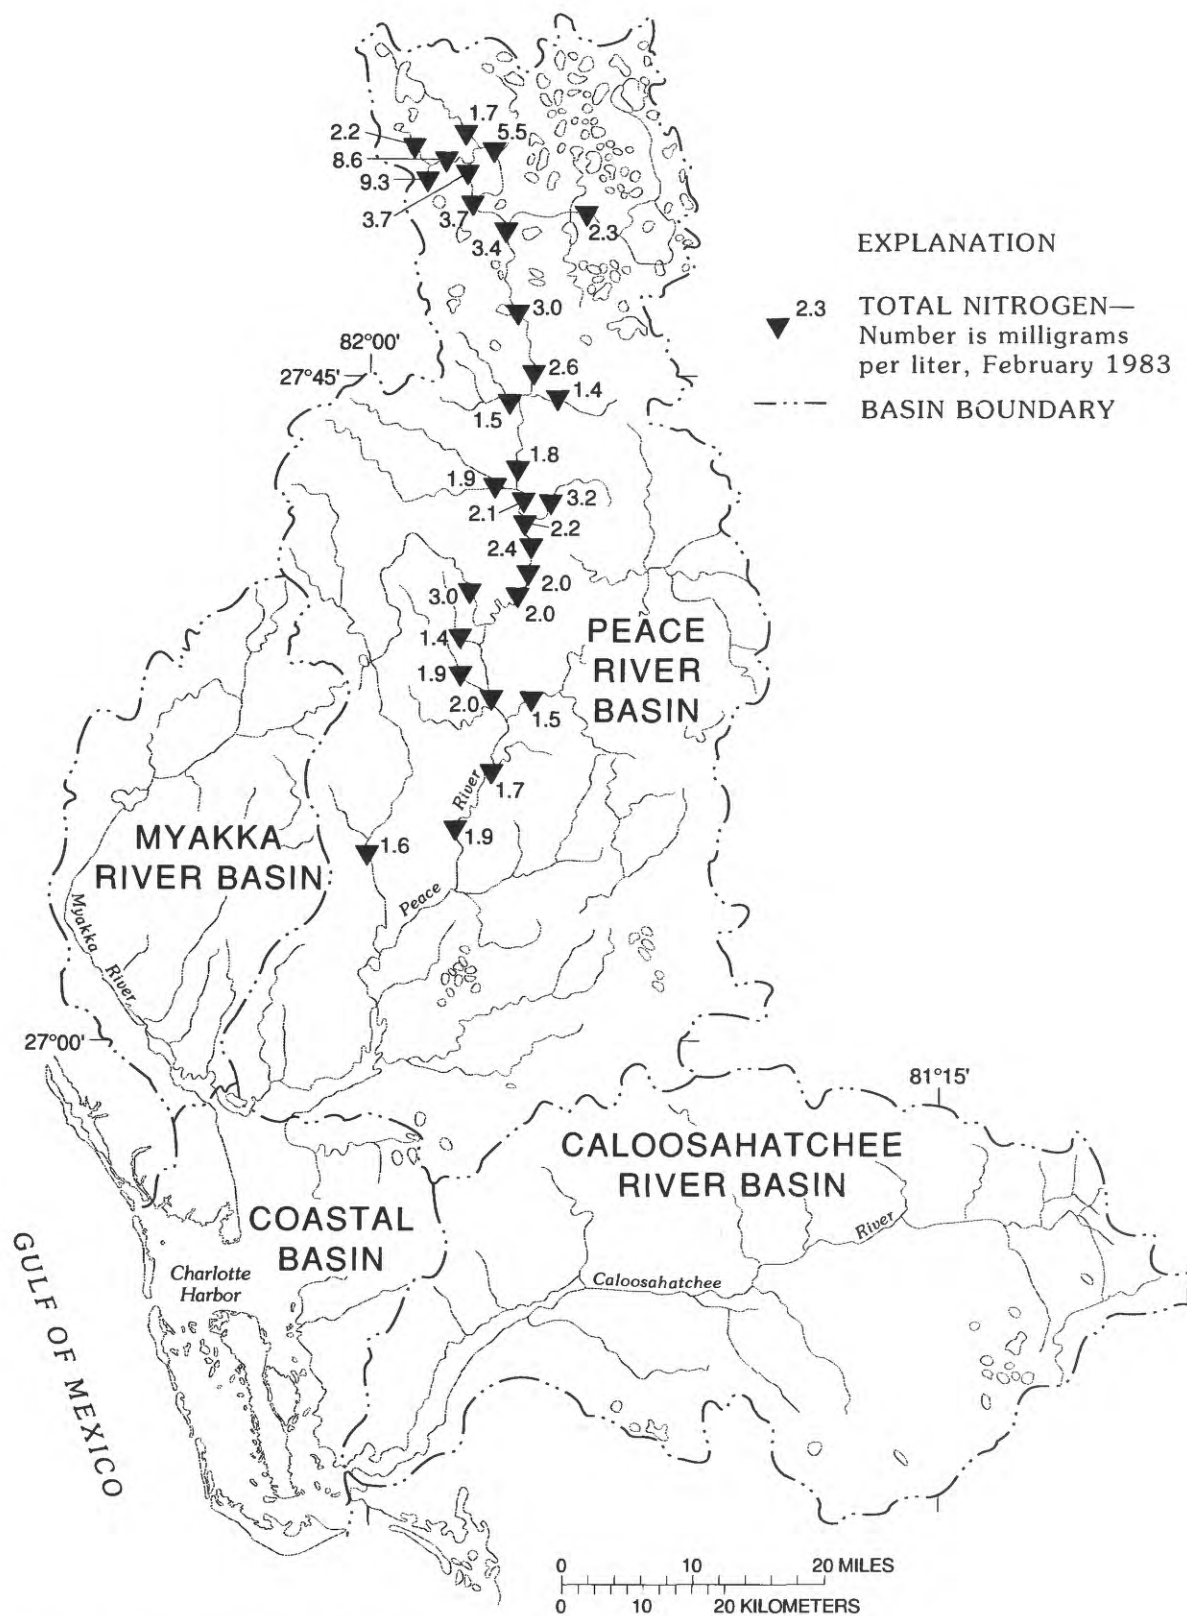 1.7
2.2
5.5
8.6
9.3
3.7
3.7
2.3
3.4
EXPLANATION
2.3 TOTAL NITROGEN—
Number is milligrams
per liter, February 1983
BASIN BOUNDARY
3.0
82°00'
27°45'
2.6
1.4
1.5
1.8
1.9
3.2
2.1
2.2
2.4
2.0
3.0
2.0
1.4
PEACE
RIVER
BASIN
1.9
2.0
1.5
River
1.7
1.9
1.6
MYAKKA
RIVER BASIN
Peace
Myakka
River
27°00'
81°15'
CALOOSAHATCHEE
RIVER BASIN
COASTAL
BASIN
River
Caloosahatchee
Charlotte
Harbor
GULF OF MEXICO
0 10 20 MILES
0 10 20 KILOMETERS